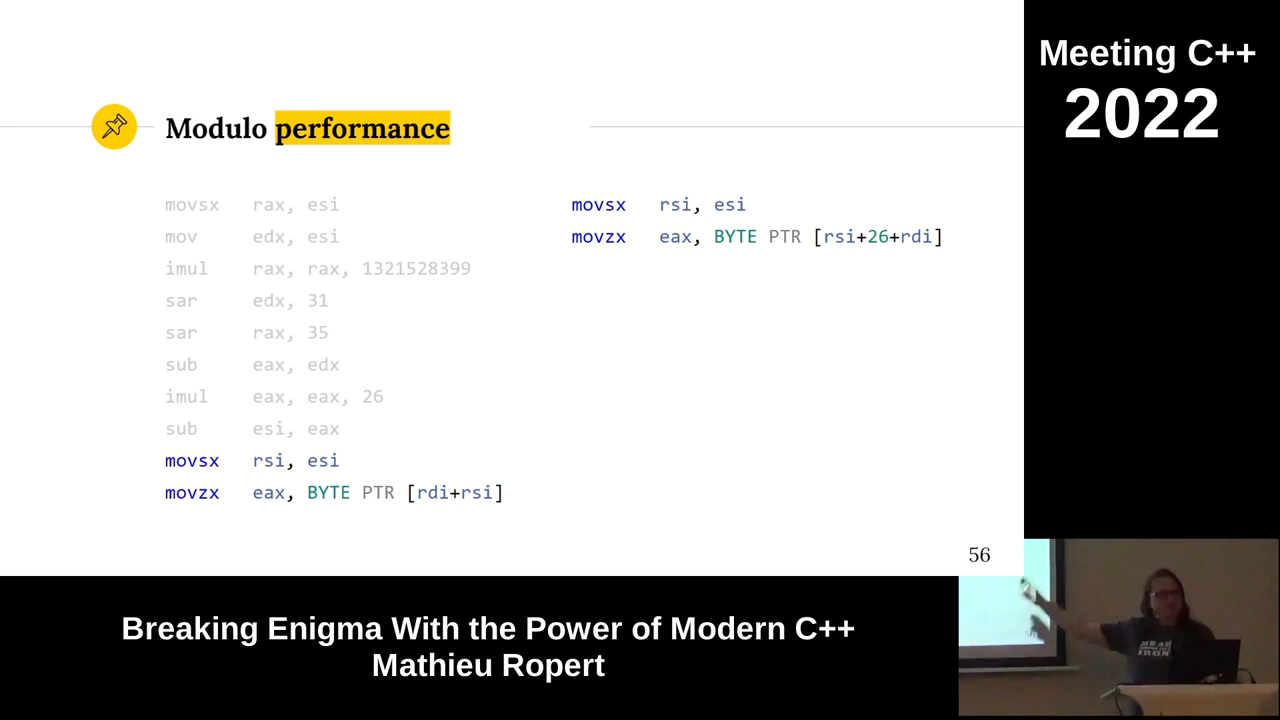 Meeting C++
2022
Modulo performance
movsx rax, esi
mov edx, esi
imul rax, rax, 1321528399
sar edx, 31
sar rax, 35
sub eax, edx
imul eax, eax, 26
sub esi, eax
movsx rsi, esi
movzx eax, BYTE PTR [rdi+rsi]
movsx rsi, esi
movzx eax, BYTE PTR [rsi+26+rdi]
56
Breaking Enigma With the Power of Modern C++
Mathieu Ropert